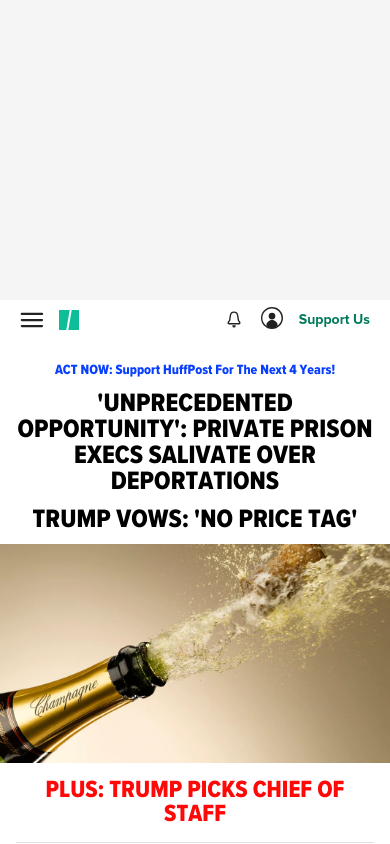 Support Us
ACT NOW: Support HuffPost For The Next 4 Years!
'UNPRECEDENTED
OPPORTUNITY': PRIVATE PRISON
EXECS SALIVATE OVER
DEPORTATIONS
TRUMP VOWS: 'NO PRICE TAG'
Champagne
PLUS: TRUMP PICKS CHIEF OF
STAFF